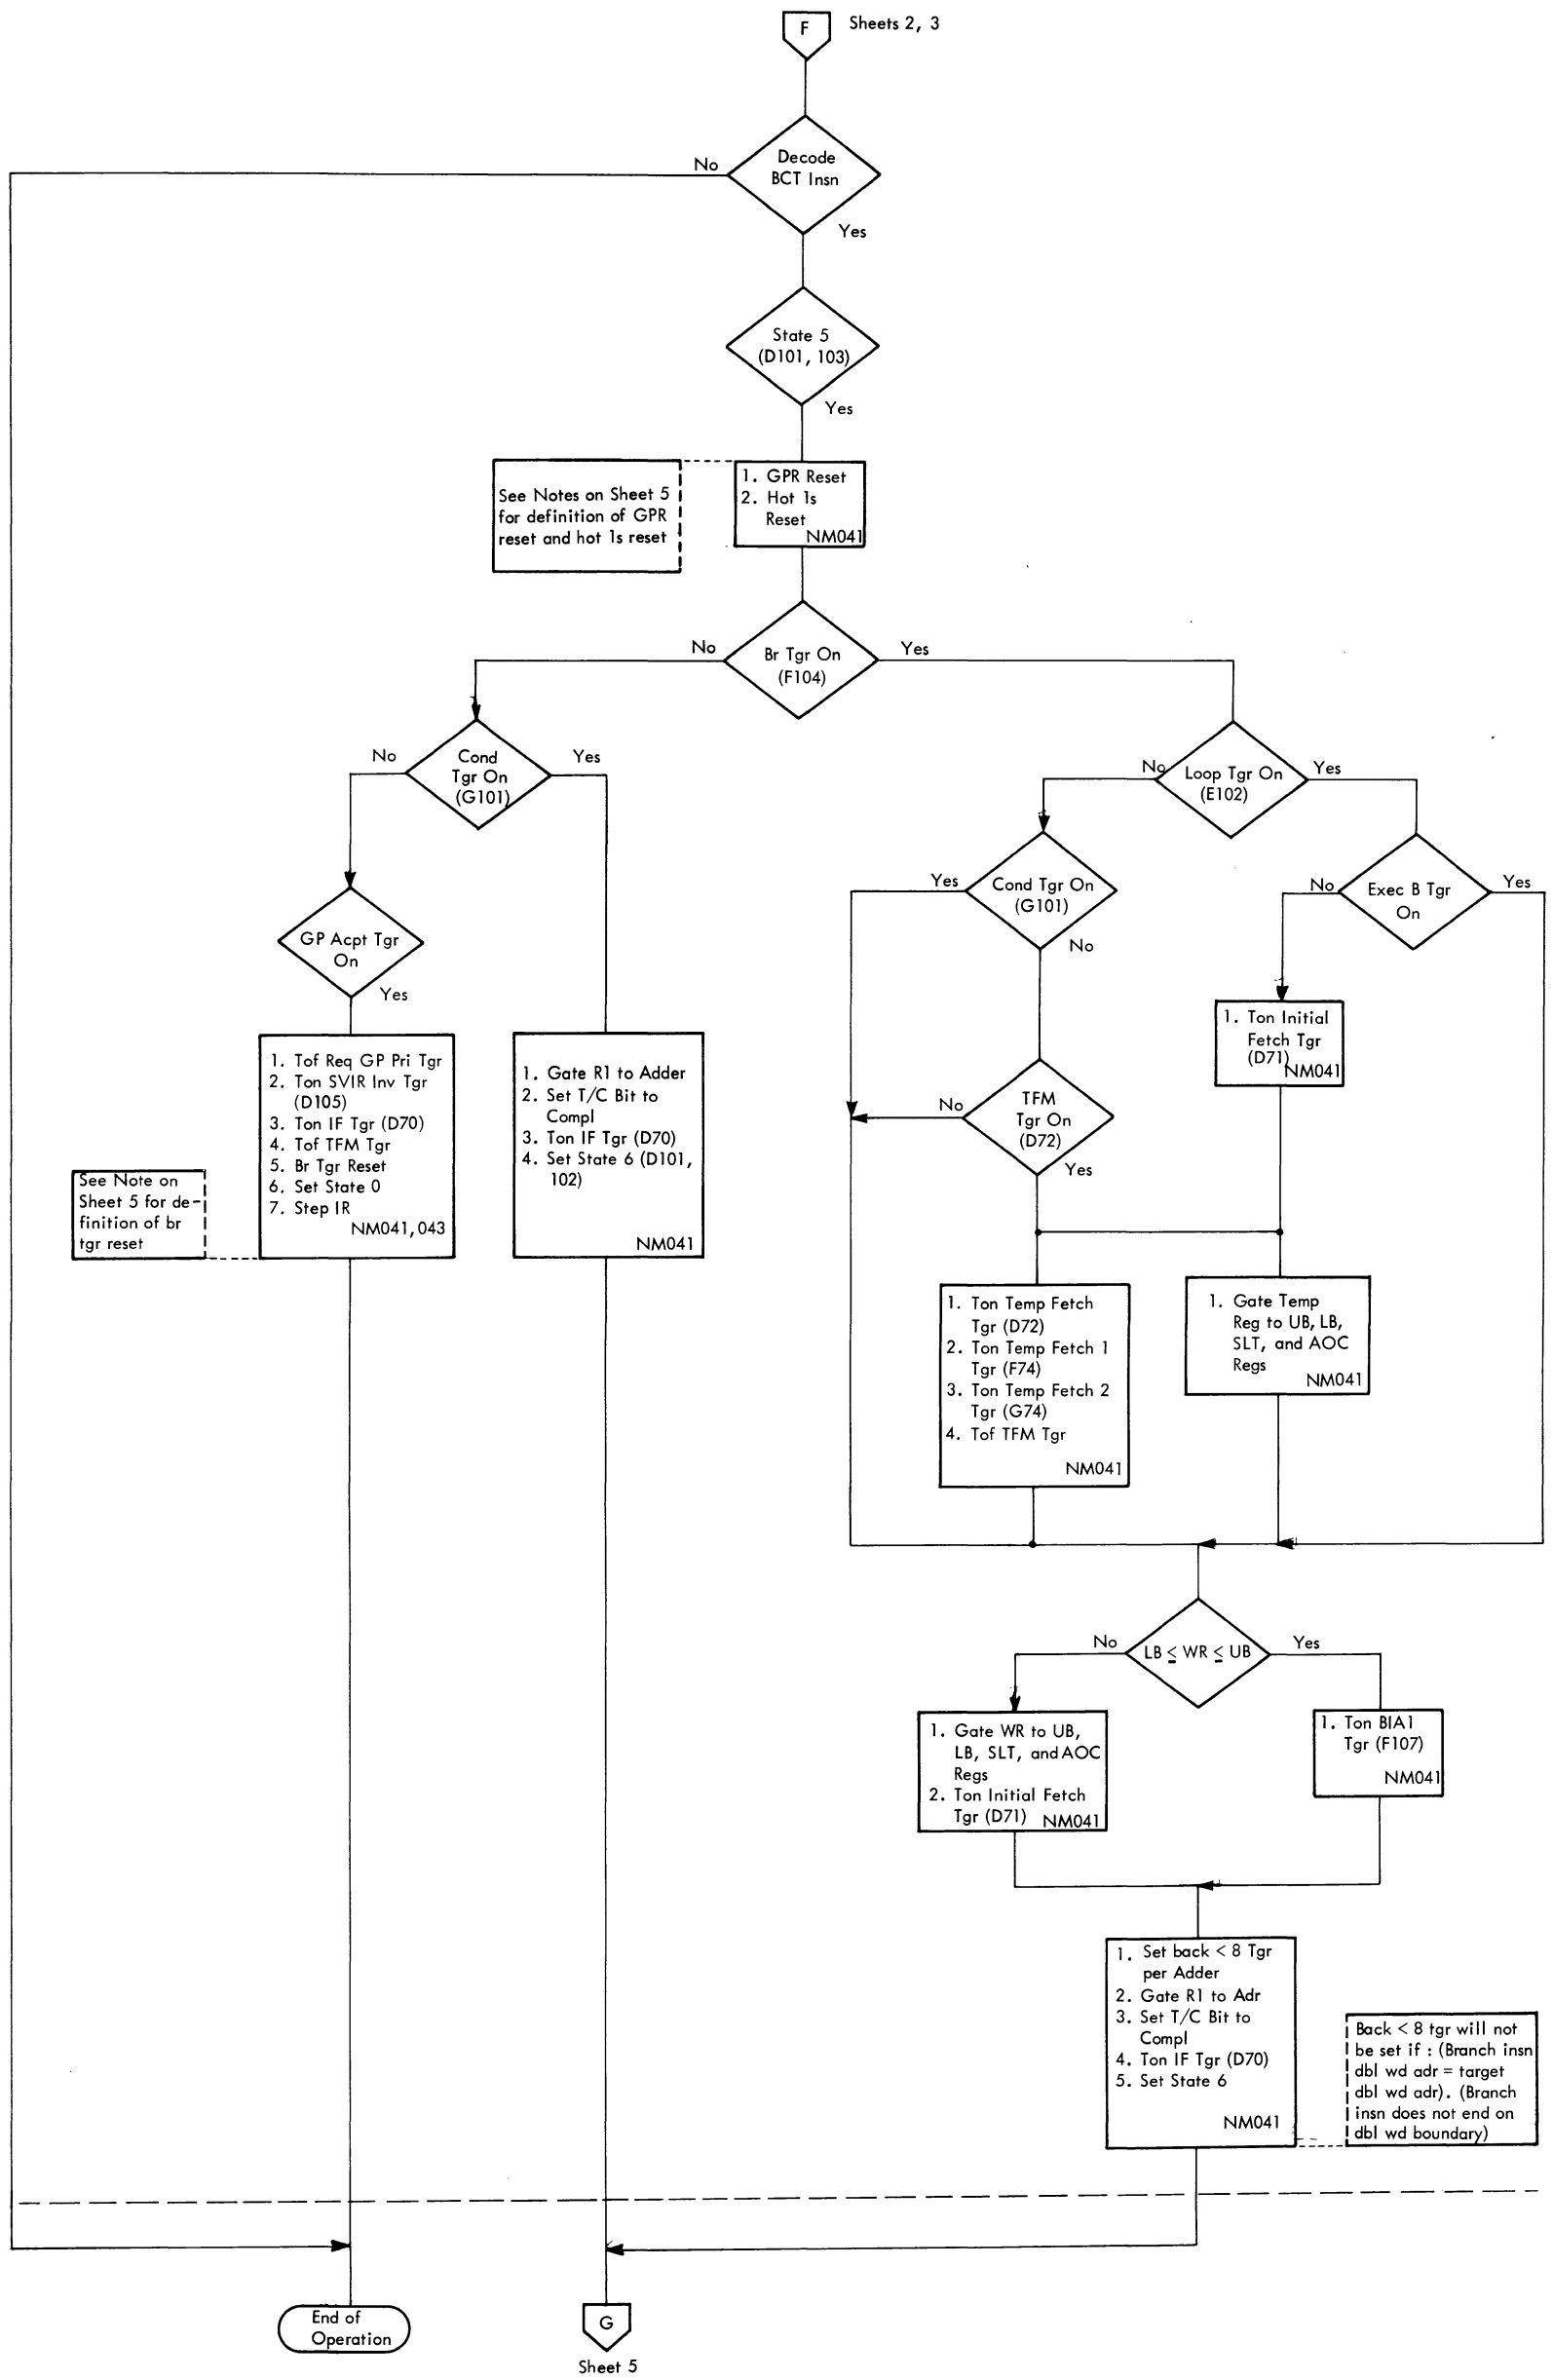 F
Sheets 2, 3
Decode
BCT Insn
No
Yes
State 5
(D101, 103)
Yes
See Notes on Sheet 5
for definition of GPR
reset and hot 1s reset
1. GPR Reset
2. Hot 1s
Reset
NM041
Br Tgr On
(F104)
No
Yes
Cond
Tgr On
(G101)
No
Yes
Loop Tgr On
(E102)
No
Yes
Cond Tgr On
(G101)
Yes
No
Exec B Tgr
On
No
Yes
GP Acpt Tgr
On
Yes
1. Ton Initial
Fetch Tgr
(D71)
NM041
1. Tof Req GP Pri Tgr
2. Ton SVIR Inv Tgr
(D105)
3. Ton IF Tgr (D70)
4. Tof TFM Tgr
5. Br Tgr Reset
6. Set State 0
7. Step IR
NM041,043
See Note on
Sheet 5 for de-
finition of br
tgr reset
1. Gate R1 to Adder
2. Set T/C Bit to
Compl
3. Ton IF Tgr (D70)
4. Set State 6 (D101,
102)
NM041
TFM
Tgr On
(D72)
No
Yes
1. Ton Temp Fetch
Tgr (D72)
2. Ton Temp Fetch 1
Tgr (F74)
3. Ton Temp Fetch 2
Tgr (G74)
4. Tof TFM Tgr
NM041
1. Gate Temp
Reg to UB, LB,
SLT, and AOC
Regs
NM041
LB ≤ WR ≤ UB
No
Yes
1. Gate WR to UB,
LB, SLT, and AOC
Regs
2. Ton Initial Fetch
Tgr (D71)
NM041
1. Ton BIA1
Tgr (F107)
NM041
1. Set back < 8 Tgr
per Adder
2. Gate R1 to Adr
3. Set T/C Bit to
Compl
4. Ton IF Tgr (D70)
5. Set State 6
NM041
Back < 8 tgr will not
be set if : (Branch insn
dbl wd adr = target
dbl wd adr). (Branch
insn does not end on
dbl wd boundary)
End of
Operation
G
Sheet 5